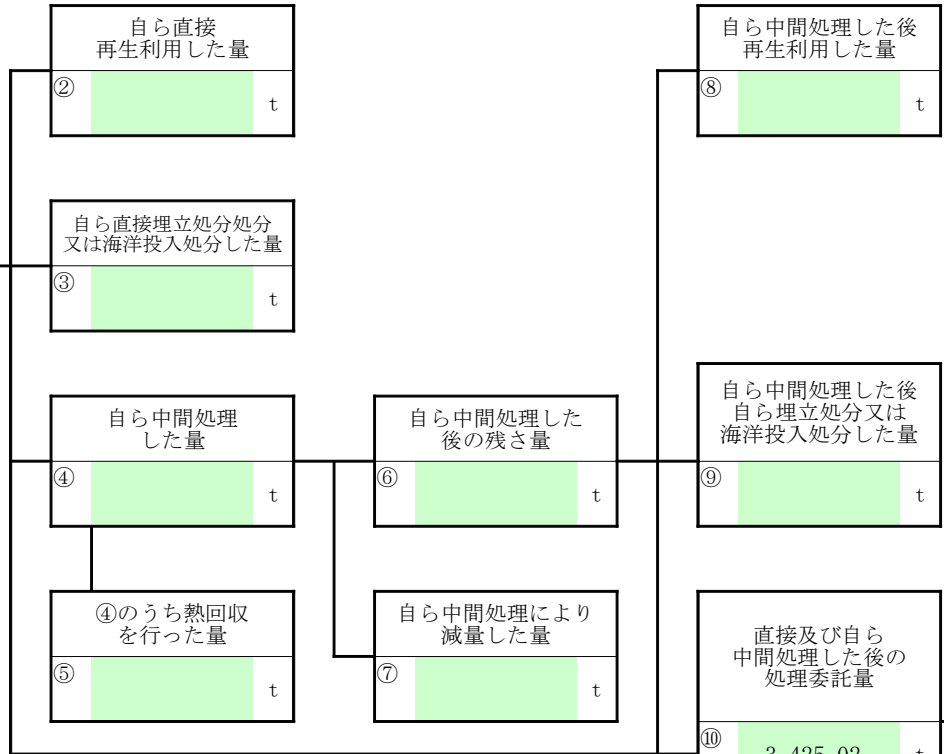 自ら直接
再生利用した量
② t
自ら中間処理した後
再生利用した量
⑧ t
自ら直接埋立処分処分
又は海洋投入処分した量
③ t
自ら中間処理
した量
④ t
自ら中間処理した
後の残さ量
⑥ t
自ら中間処理した後
自ら埋立処分又は
海洋投入処分した量
⑨ t
④のうち熱回収
を行った量
⑤ t
自ら中間処理により
減量した量
⑦ t
直接及び自ら
中間処理した後の
処理委託量
⑩ 3,425.02 t